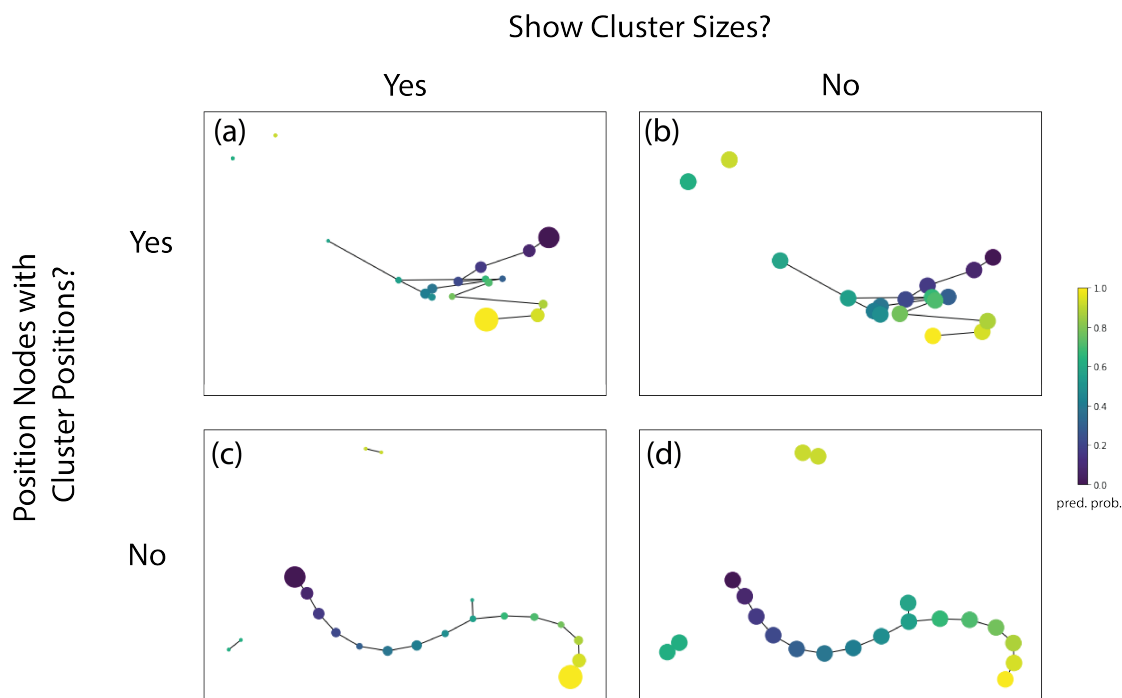 Show Cluster Sizes?
Yes
No
Position Nodes with
Cluster Positions?
Yes
(a)
(b)
No
(c)
(d)
1.0
0.8
0.6
0.4
0.2
0.0
pred. prob.